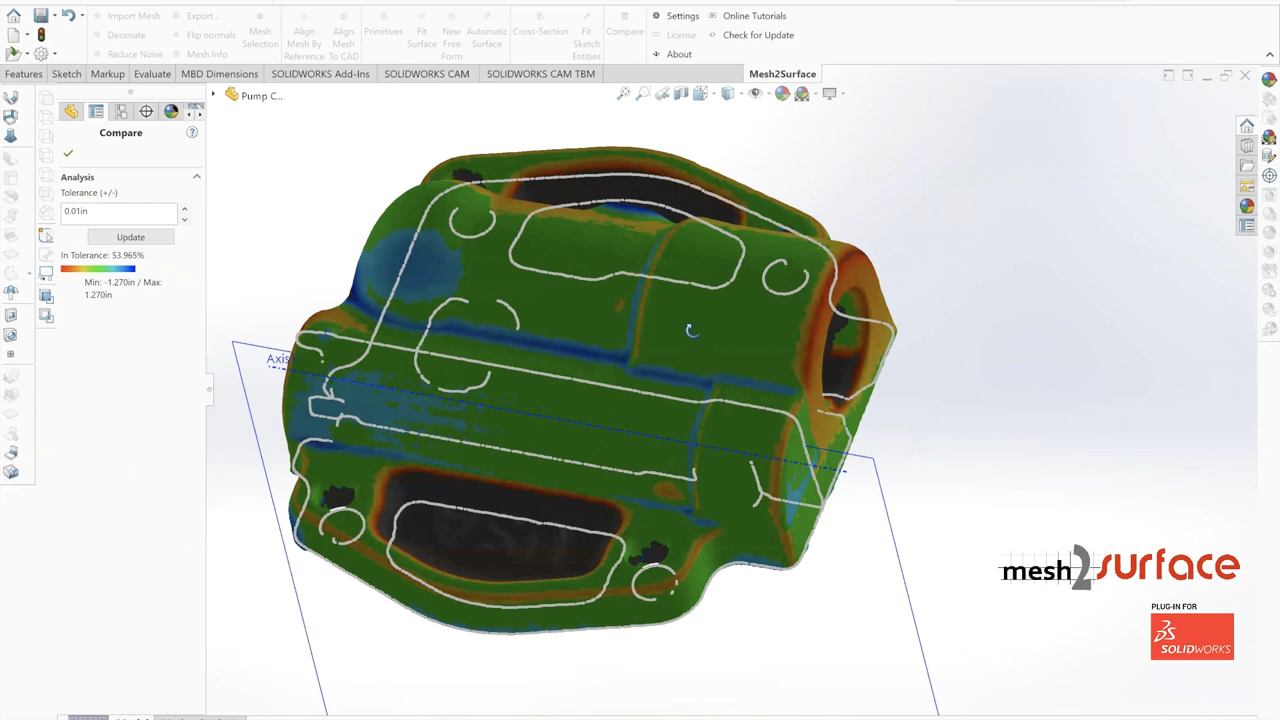 Import Mesh
Export...
Settings
Online Tutorials
Decimate
Flip normals
Mesh Selection
Align Mesh By Reference
Align Mesh To CAD
Primitives
Fit Surface
New Free Form
Automatic Surface
Cross-Section
Fit Sketch Entities
Compare
License
Check for Update
Reduce Noise
Mesh Info
About
Features
Sketch
Markup
Evaluate
MBD Dimensions
SOLIDWORKS Add-Ins
SOLIDWORKS CAM
SOLIDWORKS CAM TBM
Mesh2Surface
Pump C...
Compare
Analysis
Tolerance (+/-)
0.01in
Update
In Tolerance: 53.965%
Min: -1.270in / Max:
1.270in
Axis
mesh2surface
PLUG-IN FOR
SOLIDWORKS